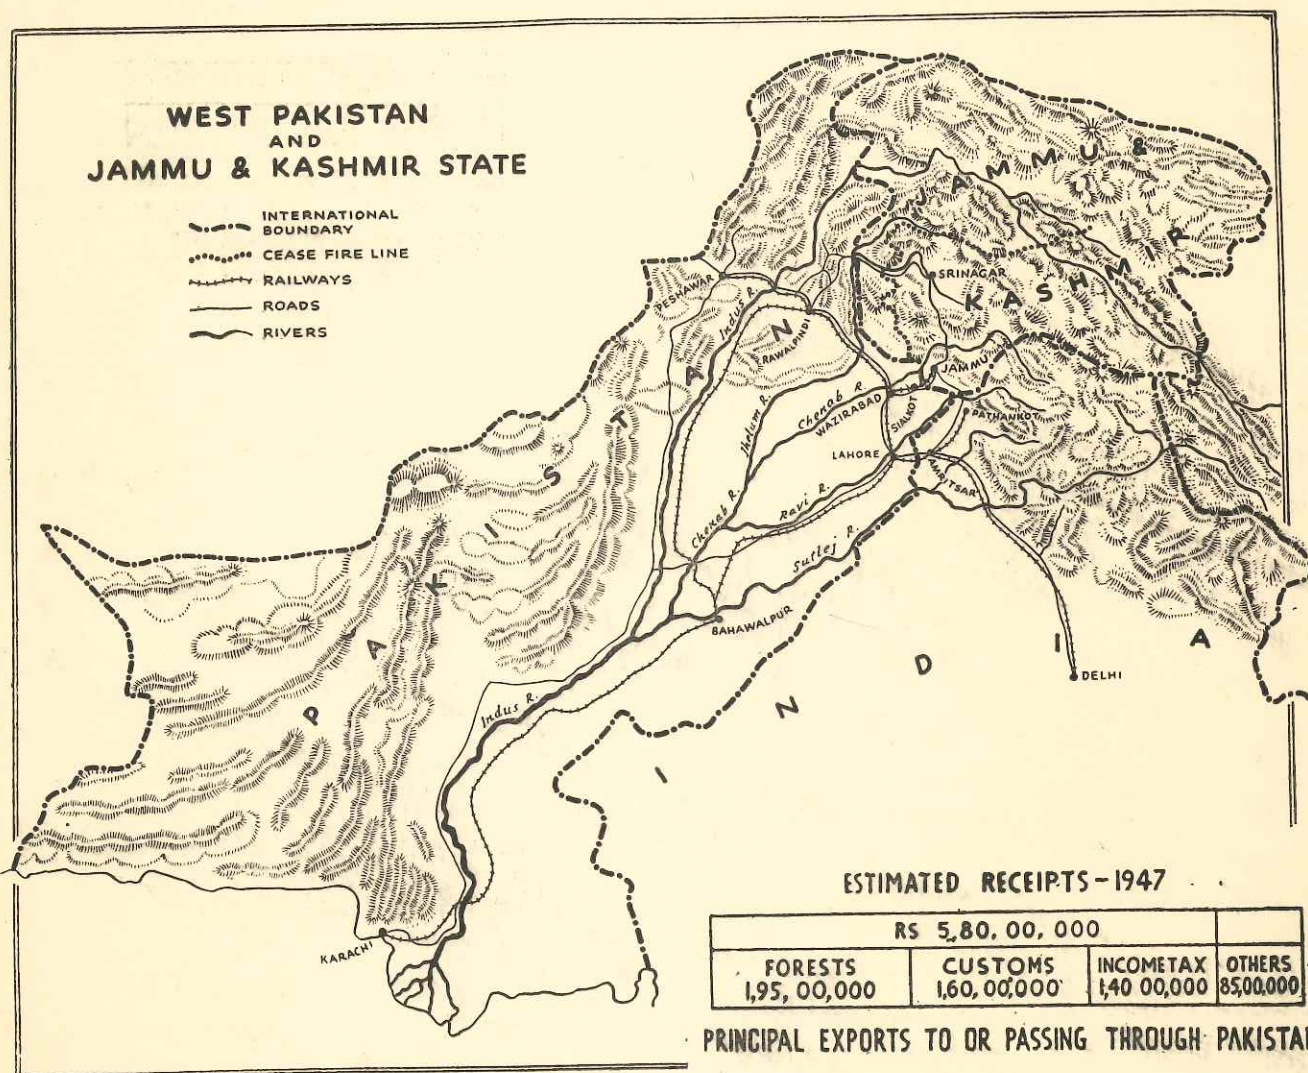 WEST PAKISTAN
AND
JAMMU & KASHMIR STATE
INTERNATIONAL
BOUNDARY
CEASE FIRE LINE
RAILWAYS
ROADS
RIVERS
JAMMU &
KASHMIR
PESHAWAR
SRINAGAR
Indus R.
RAWALPINDI
JAMMU
Jhelum R.
Chenab R.
WAZIRABAD
SIALKOT
PATHANKOT
LAHORE
AMRITSAR
Chenab R.
Ravi R.
Sutlej R.
BAHAWALPUR
PAKISTAN
DELHI
Indus R.
INDIA
KARACHI
ESTIMATED RECEIPTS - 1947
RS 5,80,00,000
FORESTS CUSTOMS INCOMETAX OTHERS
1,95,00,000 1,60,00,000 1,40 00,000 85,00,000
PRINCIPAL EXPORTS TO OR PASSING THROUGH PAKISTA